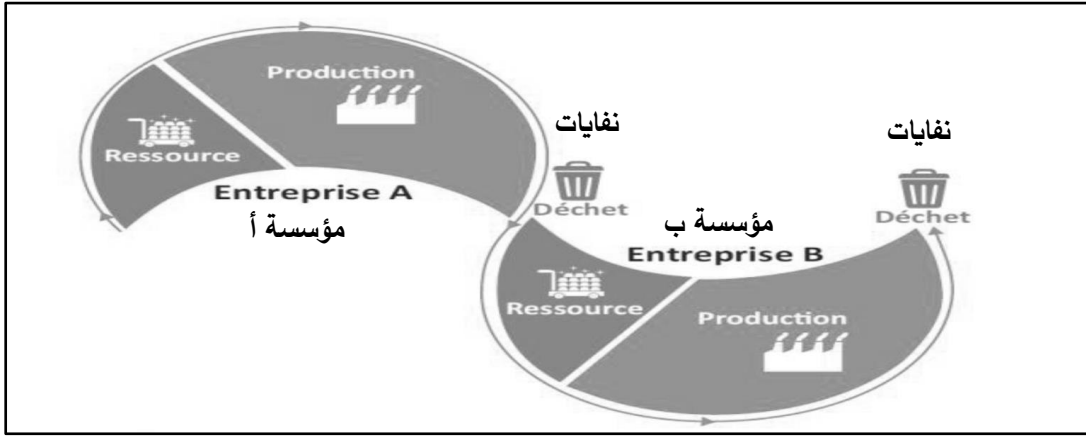 Production
Ressource
نفايات
نفايات
Entreprise A
Déchet
Déchet
مؤسسة أ
مؤسسة ب
Entreprise B
Ressource
Production